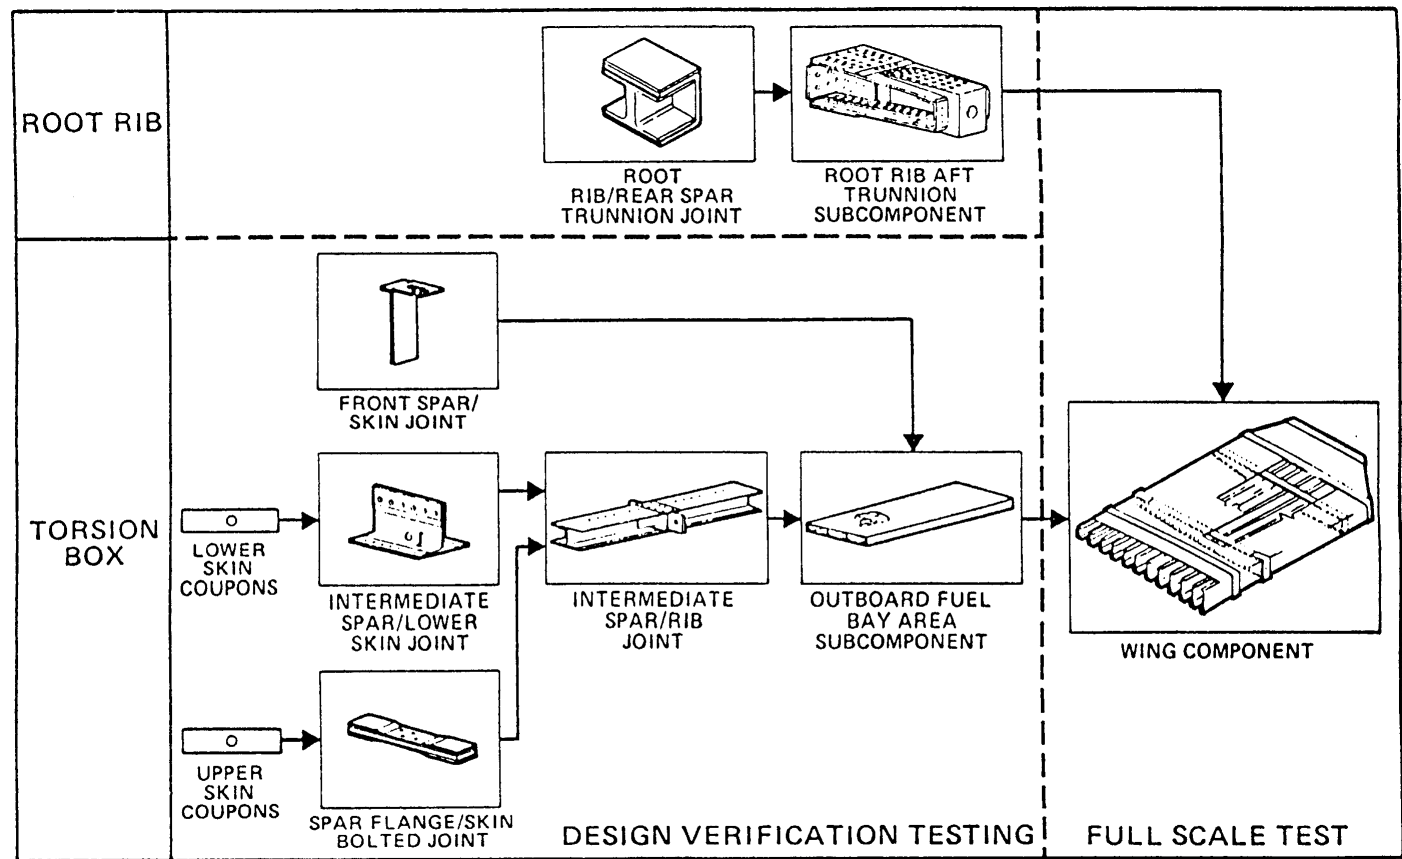 ROOT RIB
ROOT
RIB/REAR SPAR
TRUNNION JOINT
ROOT RIB AFT
TRUNNION
SUBCOMPONENT
TORSION
BOX
FRONT SPAR/
SKIN JOINT
LOWER
SKIN
COUPONS
INTERMEDIATE
SPAR/LOWER
SKIN JOINT
INTERMEDIATE
SPAR/RIB
JOINT
OUTBOARD FUEL
BAY AREA
SUBCOMPONENT
WING COMPONENT
UPPER
SKIN
COUPONS
SPAR FLANGE/SKIN
BOLTED JOINT
DESIGN VERIFICATION TESTING
FULL SCALE TEST